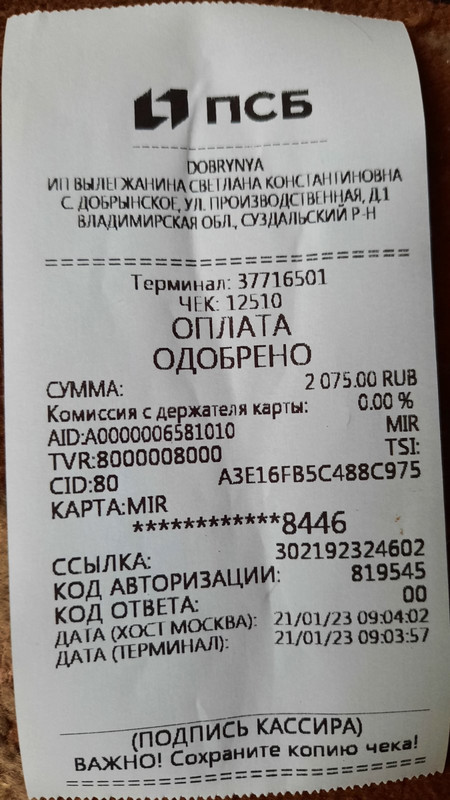 ПСБ
DOBRYNYA
ИП ВЫЛЕГЖАНИНА СВЕТЛАНА КОНСТАНТИНОВНА
С. ДОБРЫНСКОЕ, УЛ. ПРОИЗВОДСТВЕННАЯ, Д.1
ВЛАДИМИРСКАЯ ОБЛ., СУЗДАЛЬСКИЙ Р-Н
Терминал: 37716501
ЧЕК: 12510
ОПЛАТА
ОДОБРЕНО
СУММА: 2 075.00 RUB
Комиссия с держателя карты: 0.00 %
AID:A0000006581010 MIR
TVR:8000008000 TSI:
CID:80 A3E16FB5C488C975
КАРТА:MIR
************8446
ССЫЛКА: 302192324602
КОД АВТОРИЗАЦИИ: 819545
КОД ОТВЕТА: 00
ДАТА (ХОСТ МОСКВА): 21/01/23 09:04:02
ДАТА (ТЕРМИНАЛ): 21/01/23 09:03:57
(ПОДПИСЬ КАССИРА)
ВАЖНО! Сохраните копию чека!